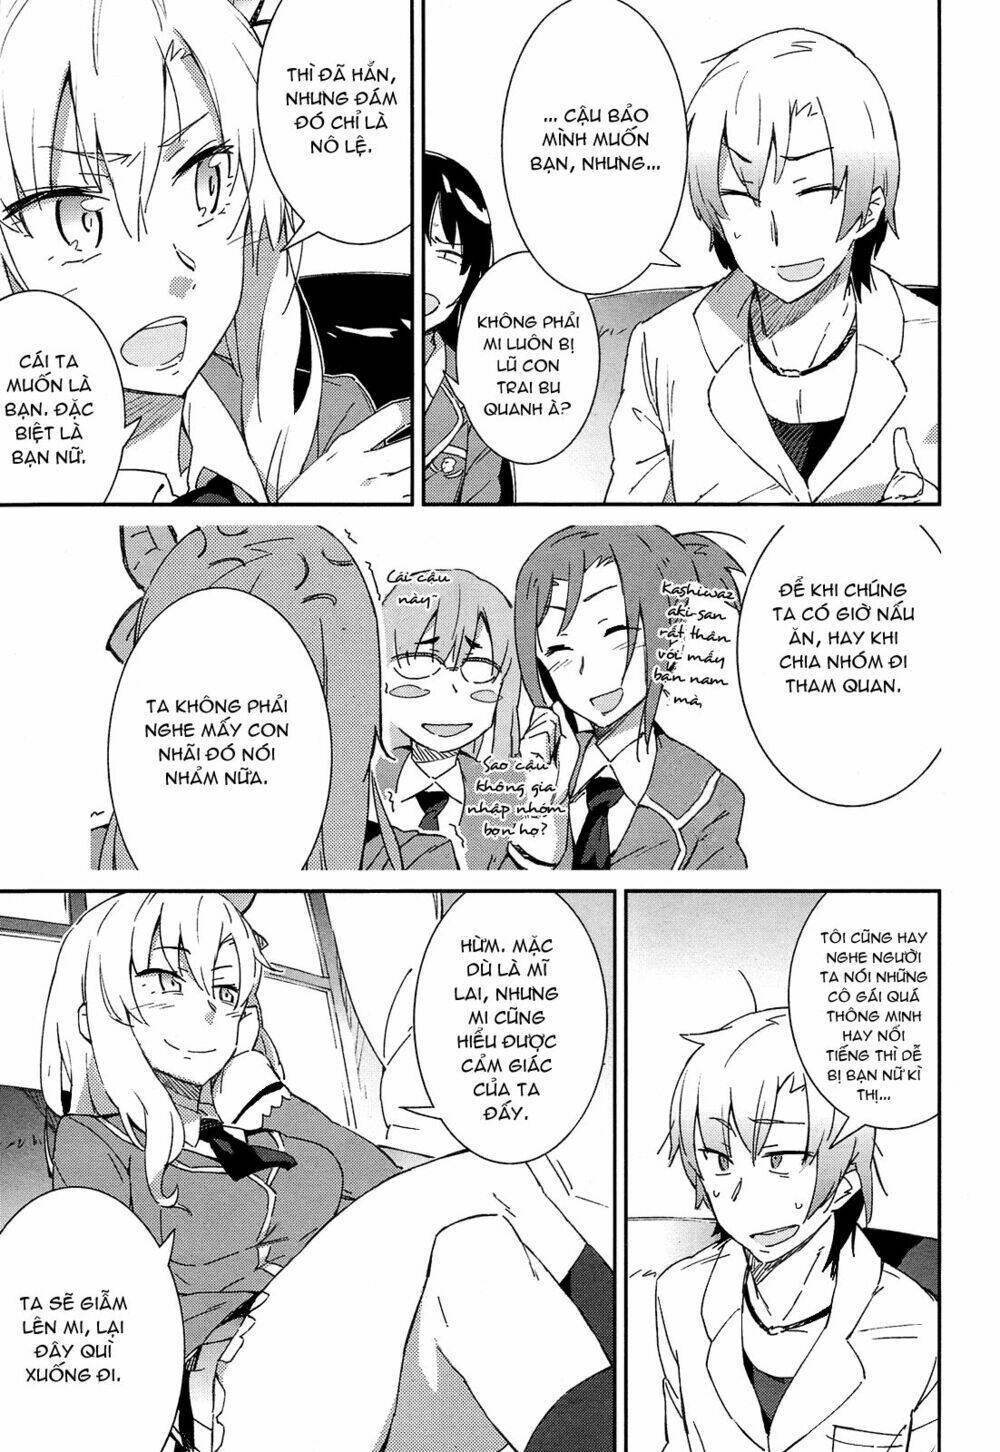 ... CẬU BẢO
MÌNH MUỐN
BẠN, NHƯNG...
KHÔNG PHẢI
MI LUÔN BỊ
LŨ CON
TRAI BU
QUANH À?
THÌ ĐÃ HẲN,
NHƯNG ĐÁM
ĐÓ CHỈ LÀ
NÔ LỆ.
CÁI TA
MUỐN LÀ
BẠN. ĐẶC
BIỆT LÀ
BẠN NỮ.
ĐỂ KHI CHÚNG
TA CÓ GIỜ NẤU
ĂN, HAY KHI
CHIA NHÓM ĐI
THAM QUAN.
Kashiwaz
aki-san
rất thân
với mấy
bạn nam
mà,
Cái cậu
này~
Sao cậu
không gia
nhập nhóm
bọn họ?
TA KHÔNG PHẢI
NGHE MẤY CON
NHÃI ĐÓ NÓI
NHẢM NỮA.
TÔI CŨNG HAY
NGHE NGƯỜI
TA NÓI NHỮNG
CÔ GÁI QUÁ
THÔNG MINH
HAY NỔI
TIẾNG THÌ DỄ
BỊ BẠN NỮ KÌ
THỊ...
HỪM. MẶC
DÙ LÀ MĨ
LAI, NHƯNG
MI CŨNG
HIỂU ĐƯỢC
CẢM GIÁC
CỦA TA
ĐẤY.
TA SẼ GIẪM
LÊN MI, LẠI
ĐÂY QUÌ
XUỐNG ĐI.